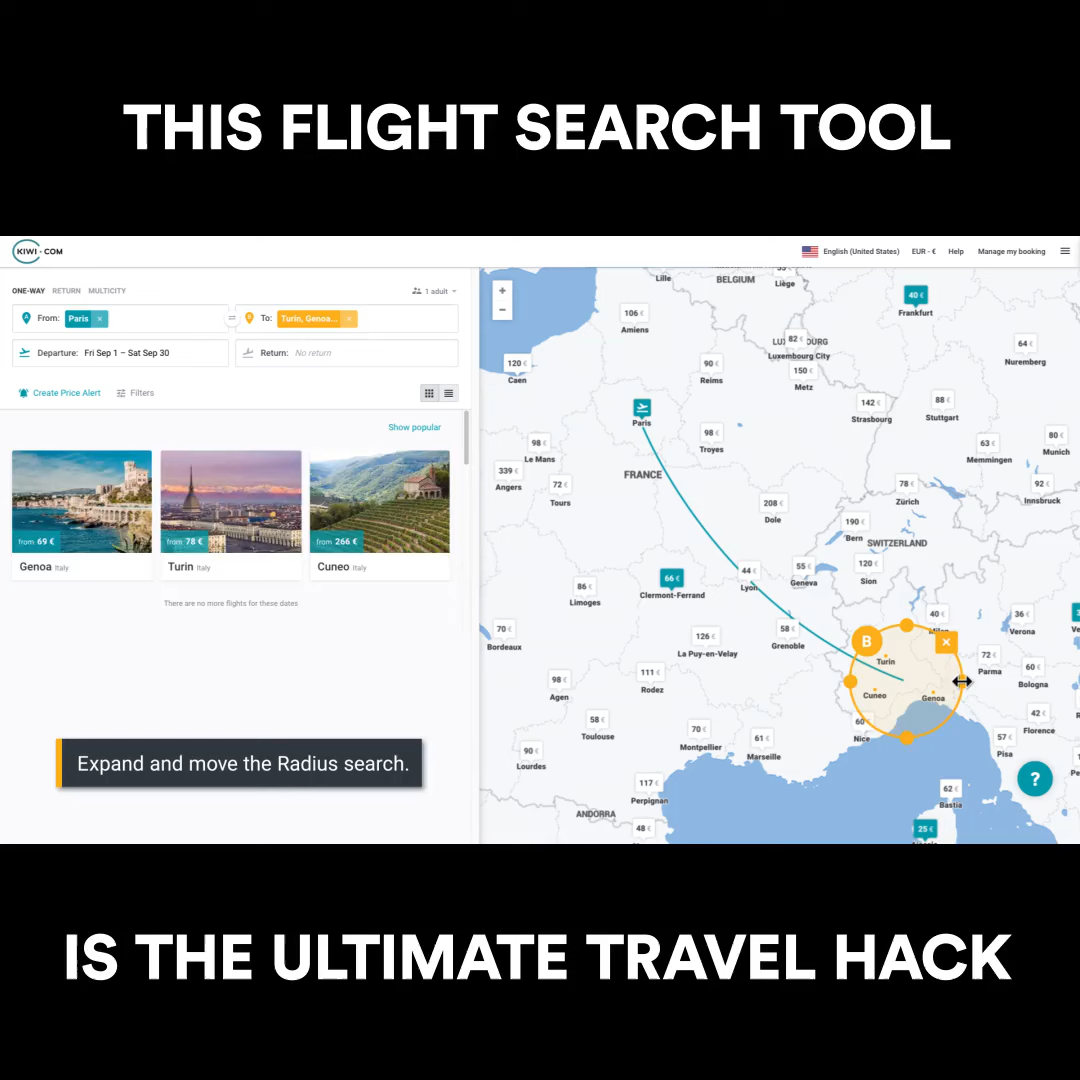 THIS FLIGHT SEARCH TOOL
KIWI.COM
English (United States) EUR - € Help Manage my booking
ONE-WAY RETURN MULTICITY
1 adult
A From: Paris ×
To: Turin, Genoa... ×
Departure: Fri Sep 1 – Sat Sep 30
Return: No return
Create Price Alert
Filters
Show popular
from 69 €
Genoa Italy
from 78 €
Turin Italy
from 266 €
Cuneo Italy
There are no more flights for these dates
Expand and move the Radius search.
+
−
Lille
BELGIUM
Liège
40 €
Frankfurt
106 €
Amiens
82 €
Luxembourg City
64 €
Nuremberg
120 €
Caen
90 €
Reims
150 €
Metz
142 €
Strasbourg
88 €
Stuttgart
Paris
98 €
Le Mans
98 €
Troyes
63 €
Memmingen
80 €
Munich
339 €
Angers
72 €
Tours
FRANCE
78 €
Zürich
92 €
Innsbruck
208 €
Dole
190 €
Bern
SWITZERLAND
86 €
Limoges
66 €
Clermont-Ferrand
44 €
Lyon
55 €
Geneva
120 €
Sion
70 €
Bordeaux
126 €
La Puy-en-Velay
58 €
Grenoble
40 €
Milan
36 €
Verona
B
×
Turin
Cuneo
Genoa
72 €
Parma
60 €
Bologna
98 €
Agen
111 €
Rodez
60
Nice
42 €
Florence
58 €
Toulouse
70 €
Montpellier
61 €
Marseille
57 €
Pisa
90 €
Lourdes
117 €
Perpignan
62 €
Bastia
?
ANDORRA
48 €
25 €
IS THE ULTIMATE TRAVEL HACK